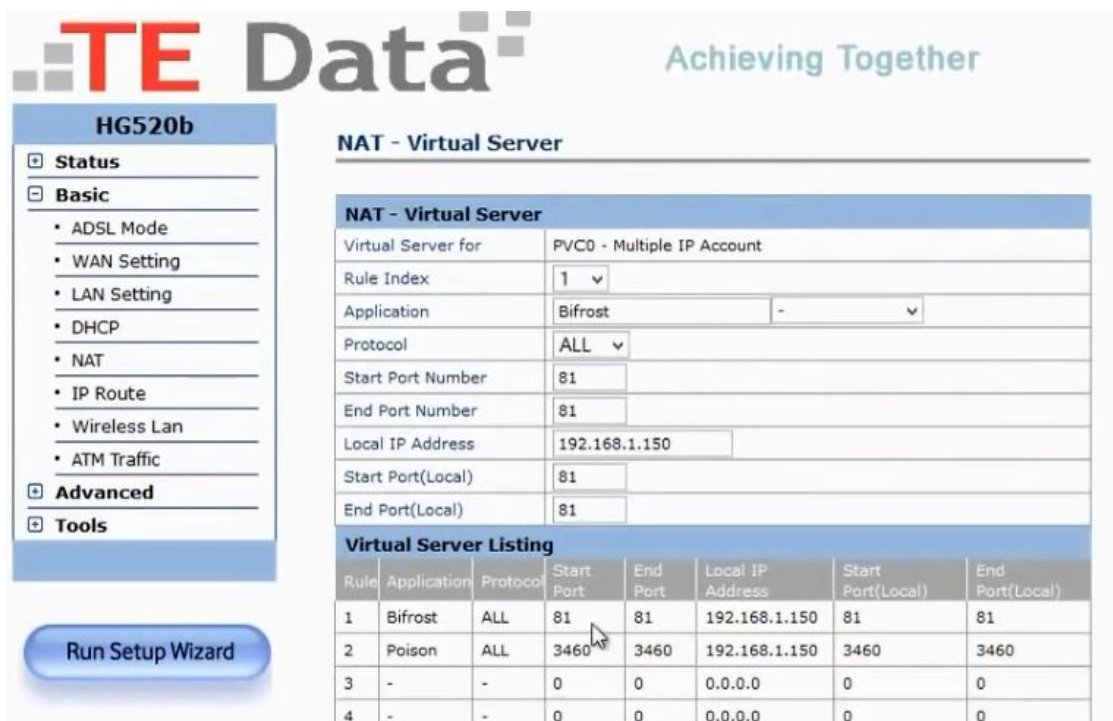 TE Data
Achieving Together
HG520b
Status
Basic
ADSL Mode
WAN Setting
LAN Setting
DHCP
NAT
IP Route
Wireless Lan
ATM Traffic
Advanced
Tools
Run Setup Wizard
NAT - Virtual Server
NAT - Virtual Server
Virtual Server for PVC0 - Multiple IP Account
Rule Index 1
Application Bifrost -
Protocol ALL
Start Port Number 81
End Port Number 81
Local IP Address 192.168.1.150
Start Port(Local) 81
End Port(Local) 81
Virtual Server Listing
Rule Application Protocol Start Port End Port Local IP Address Start Port(Local) End Port(Local)
1 Bifrost ALL 81 81 192.168.1.150 81 81
2 Poison ALL 3460 3460 192.168.1.150 3460 3460
3 - - 0 0 0.0.0.0 0 0
4 - - 0 0 0.0.0.0 0 0